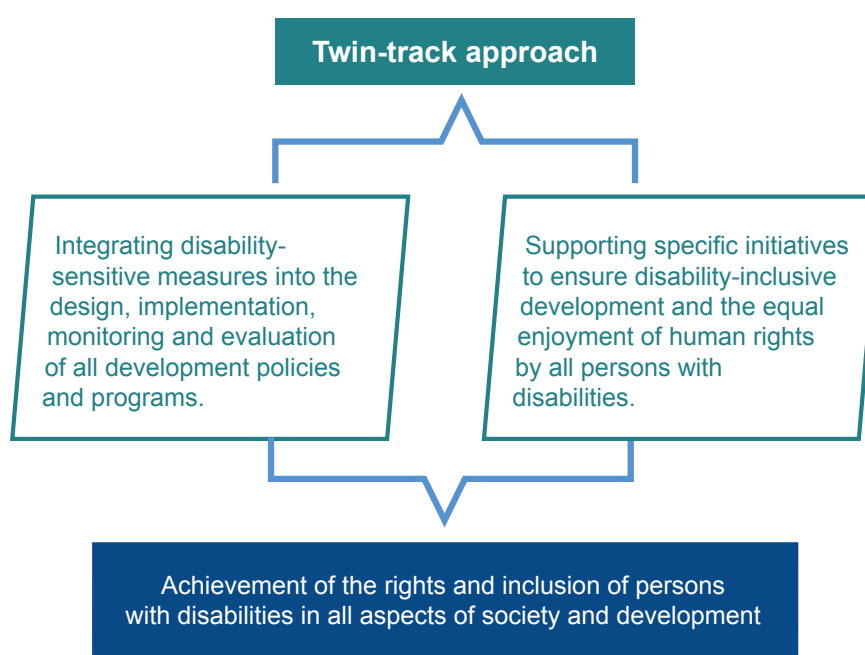 Twin-track approach
Integrating disability-
sensitive measures into the
design, implementation,
monitoring and evaluation
of all development policies
and programs.
Supporting specific initiatives
to ensure disability-inclusive
development and the equal
enjoyment of human rights
by all persons with
disabilities.
Achievement of the rights and inclusion of persons
with disabilities in all aspects of society and development